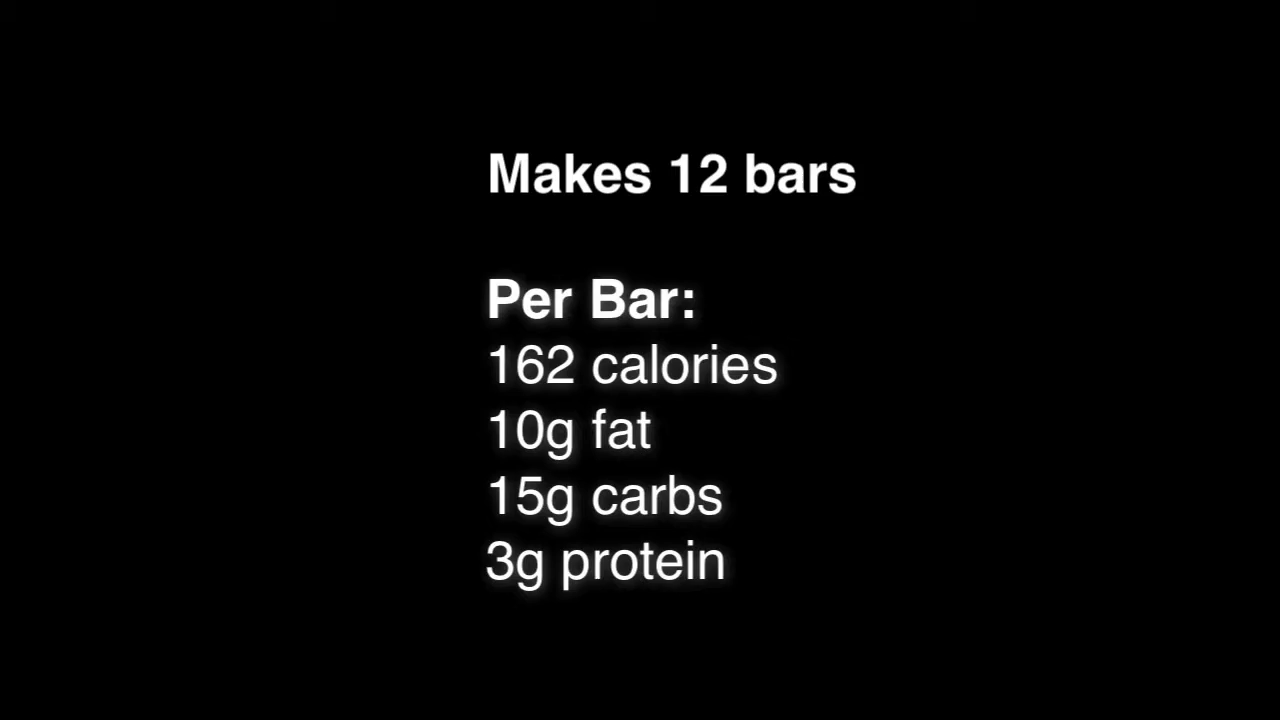 Makes 12 bars
Per Bar:
162 calories
10g fat
15g carbs
3g protein